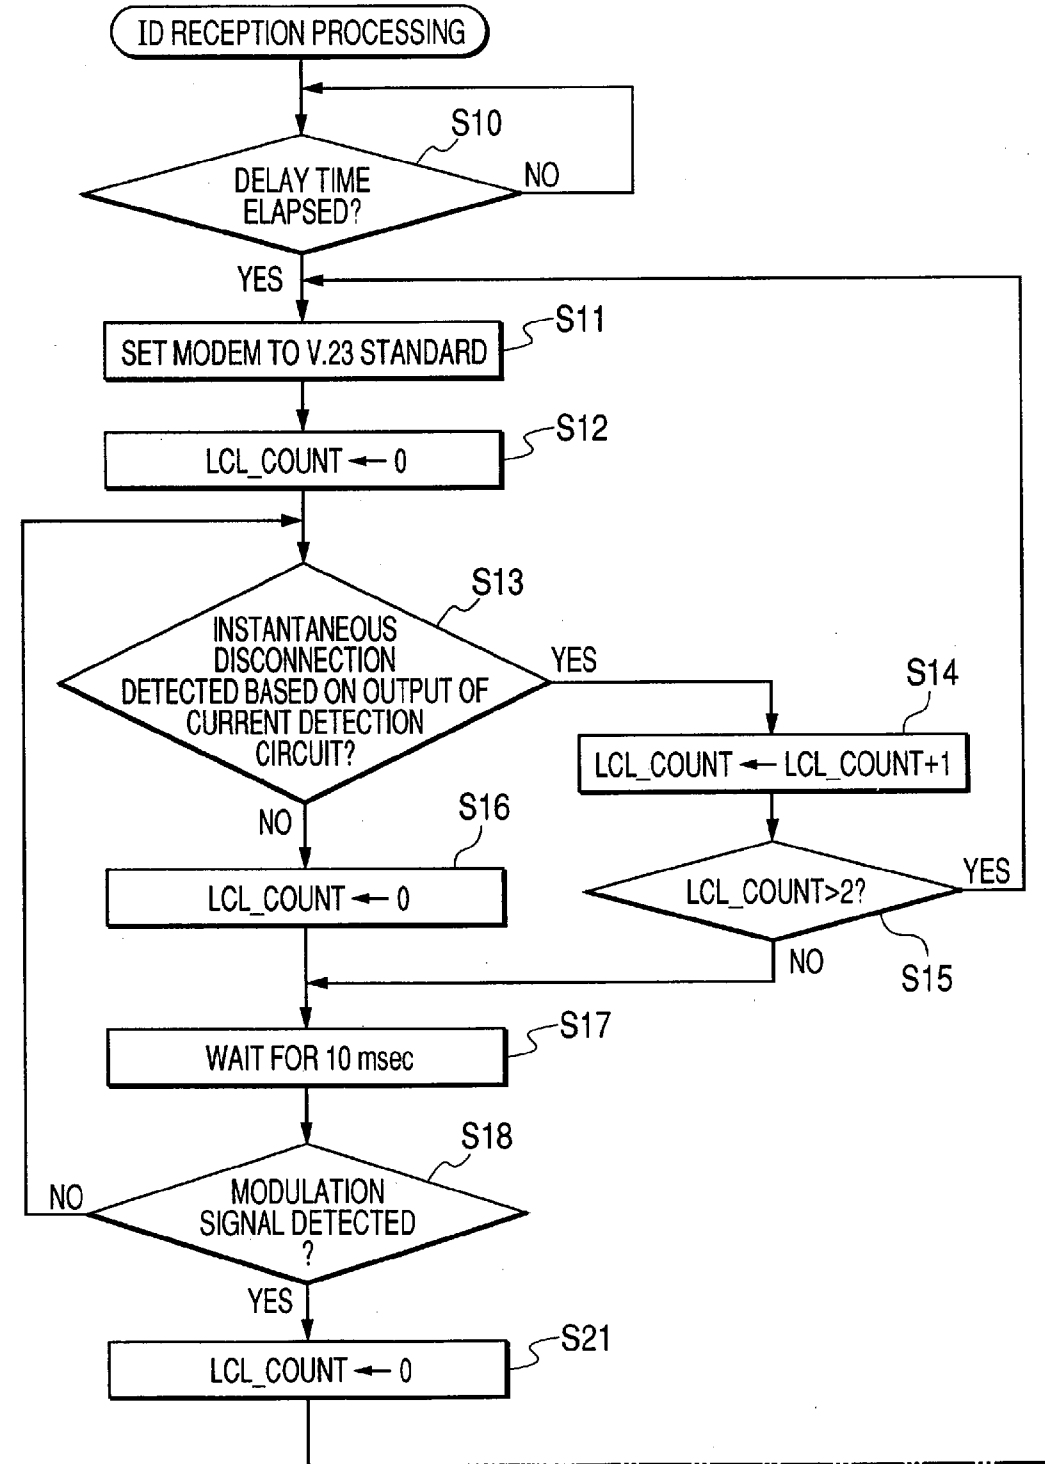 ID RECEPTION PROCESSING
S10
DELAY TIME
ELAPSED?
NO
YES
S11
SET MODEM TO V.23 STANDARD
S12
LCL_COUNT ← 0
S13
INSTANTANEOUS
DISCONNECTION
DETECTED BASED ON OUTPUT OF
CURRENT DETECTION
CIRCUIT?
YES
S14
LCL_COUNT ← LCL_COUNT+1
NO
S16
LCL_COUNT ← 0
LCL_COUNT>2?
YES
S15
NO
S17
WAIT FOR 10 msec
S18
MODULATION
SIGNAL DETECTED
?
NO
YES
S21
LCL_COUNT ← 0